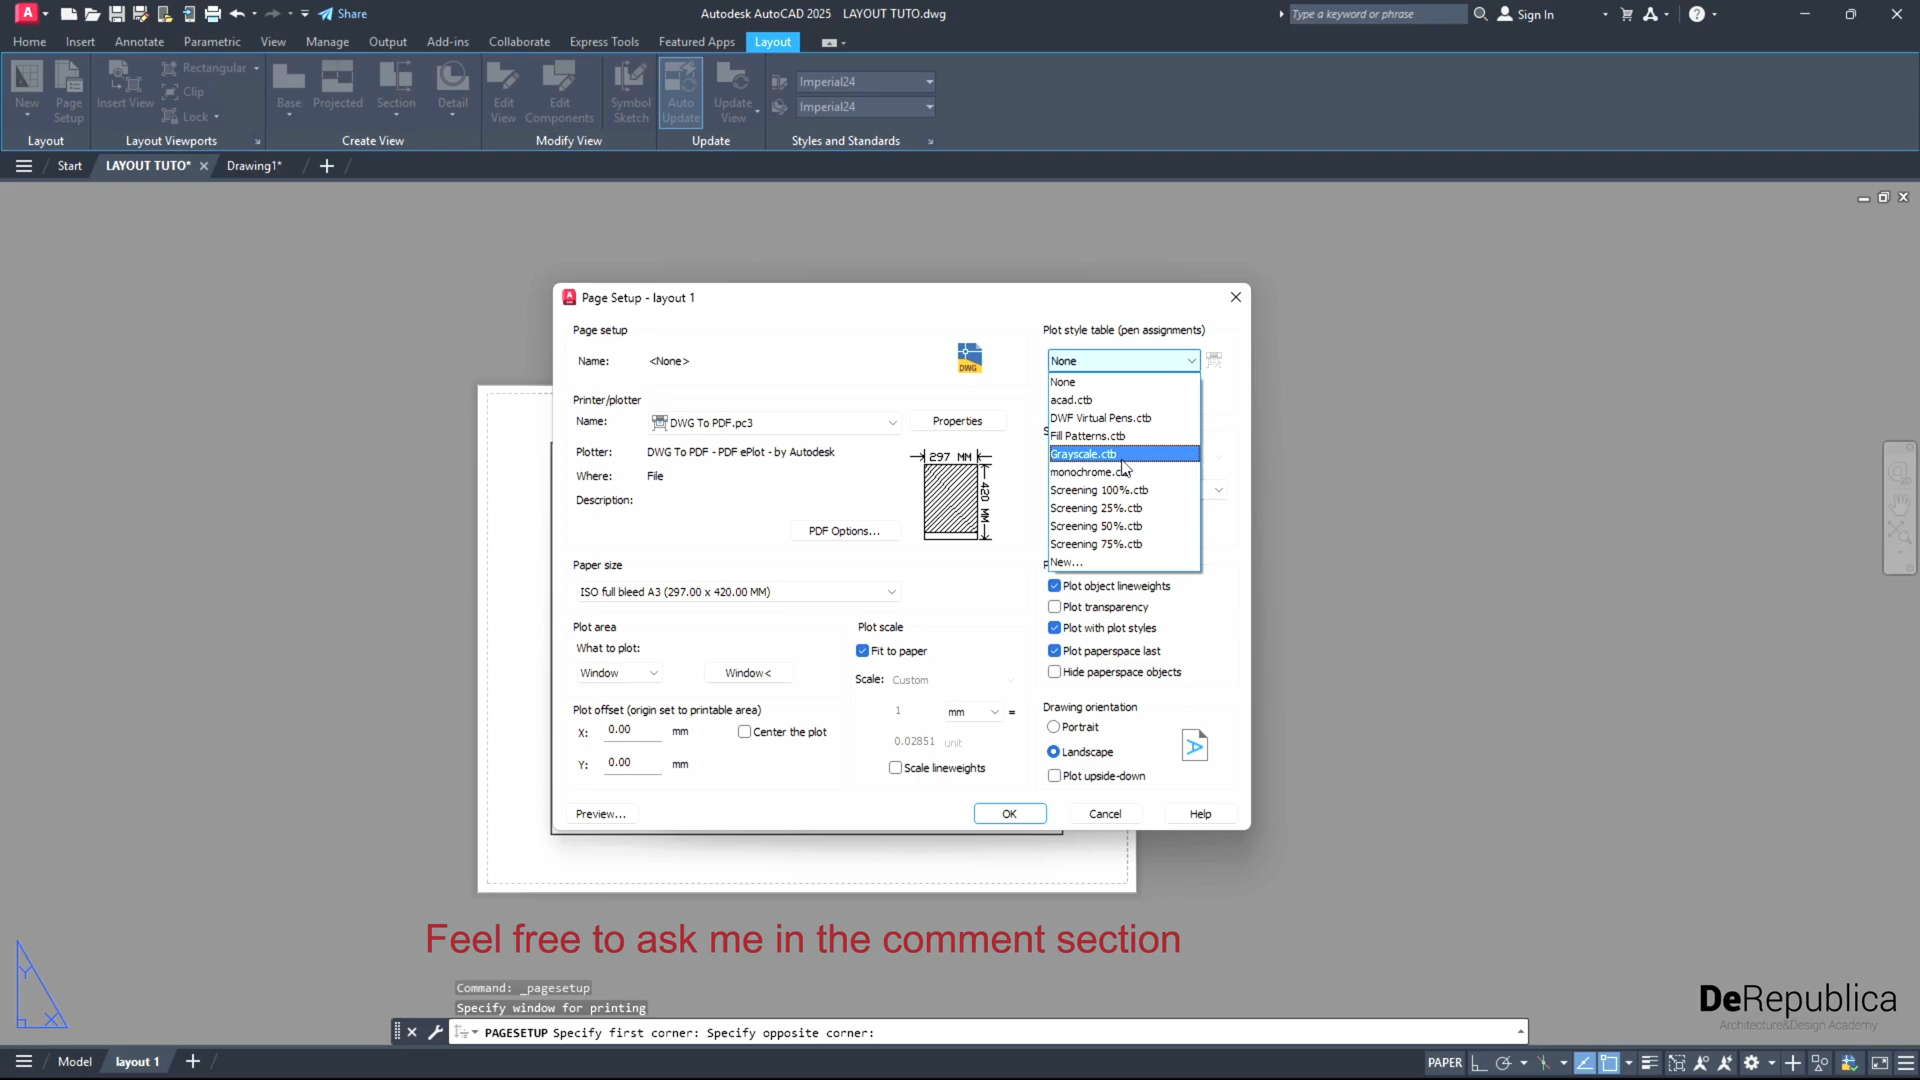 Share
Autodesk AutoCAD 2025 LAYOUT TUTO.dwg
Type a keyword or phrase
Sign In
Home Insert Annotate Parametric View Manage Output Add-ins Collaborate Express Tools Featured Apps Layout
New
Page Setup
Insert View
Rectangular
Clip
Lock
Base
Projected
Section
Detail
Edit View
Edit Components
Symbol Sketch
Auto Update
Update View
Imperial24
Imperial24
Layout
Layout Viewports
Create View
Modify View
Update
Styles and Standards
Start
LAYOUT TUTO*
Drawing1*
Page Setup - layout 1
Page setup
Name: <None>
DWG
Printer/plotter
Name: DWG To PDF.pc3
Properties
Plotter: DWG To PDF - PDF ePlot - by Autodesk
Where: File
Description:
PDF Options...
297 MM
420 MM
Paper size
ISO full bleed A3 (297.00 x 420.00 MM)
Plot area
What to plot:
Window
Window<
Plot offset (origin set to printable area)
X: 0.00 mm
Center the plot
Y: 0.00 mm
Plot scale
Fit to paper
Scale: Custom
1 mm =
0.02851 unit
Scale lineweights
Plot style table (pen assignments)
None
None
acad.ctb
DWF Virtual Pens.ctb
Fill Patterns.ctb
Grayscale.ctb
monochrome.ctb
Screening 100%.ctb
Screening 25%.ctb
Screening 50%.ctb
Screening 75%.ctb
New...
Plot object lineweights
Plot transparency
Plot with plot styles
Plot paperspace last
Hide paperspace objects
Drawing orientation
Portrait
Landscape
Plot upside-down
Preview...
OK
Cancel
Help
Feel free to ask me in the comment section
Command: _pagesetup
Specify window for printing
PAGESETUP Specify first corner: Specify opposite corner:
DeRepublica
Architecture&Design Academy
Y
X
Model
layout 1
PAPER